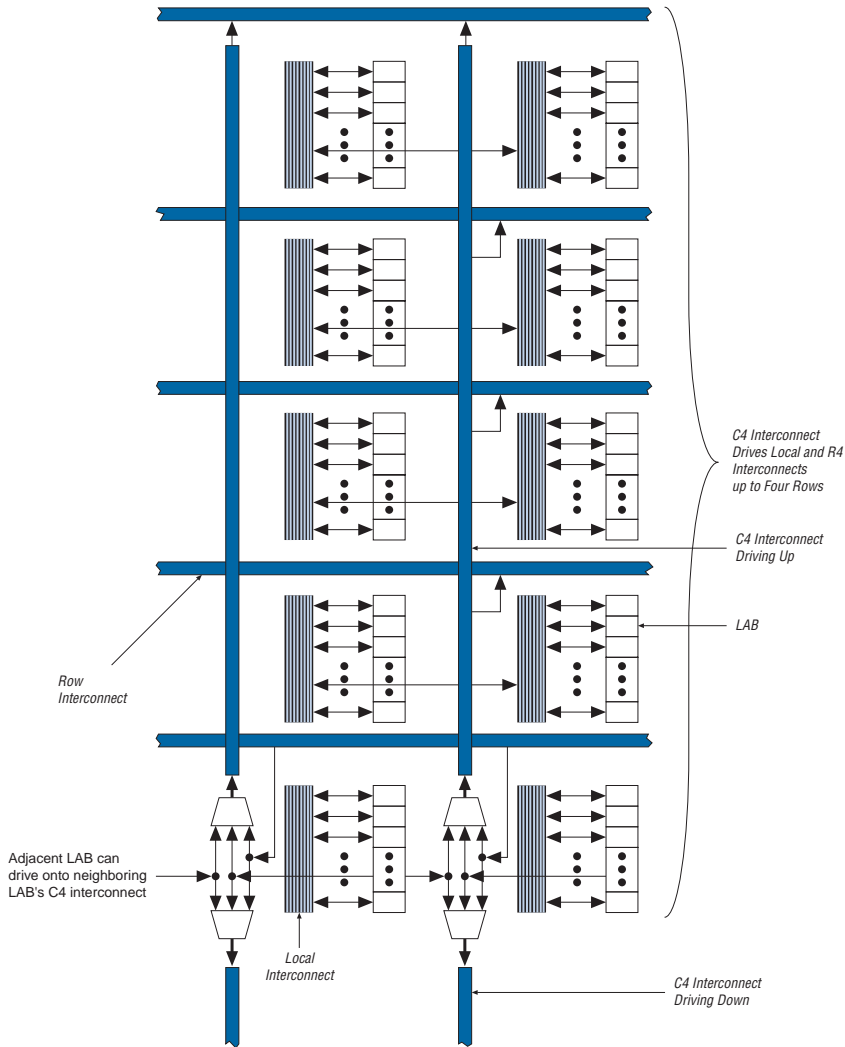 C4 Interconnect
Drives Local and R4
Interconnects
up to Four Rows
C4 Interconnect
Driving Up
LAB
Row
Interconnect
Adjacent LAB can
drive onto neighboring
LAB's C4 interconnect
Local
Interconnect
C4 Interconnect
Driving Down